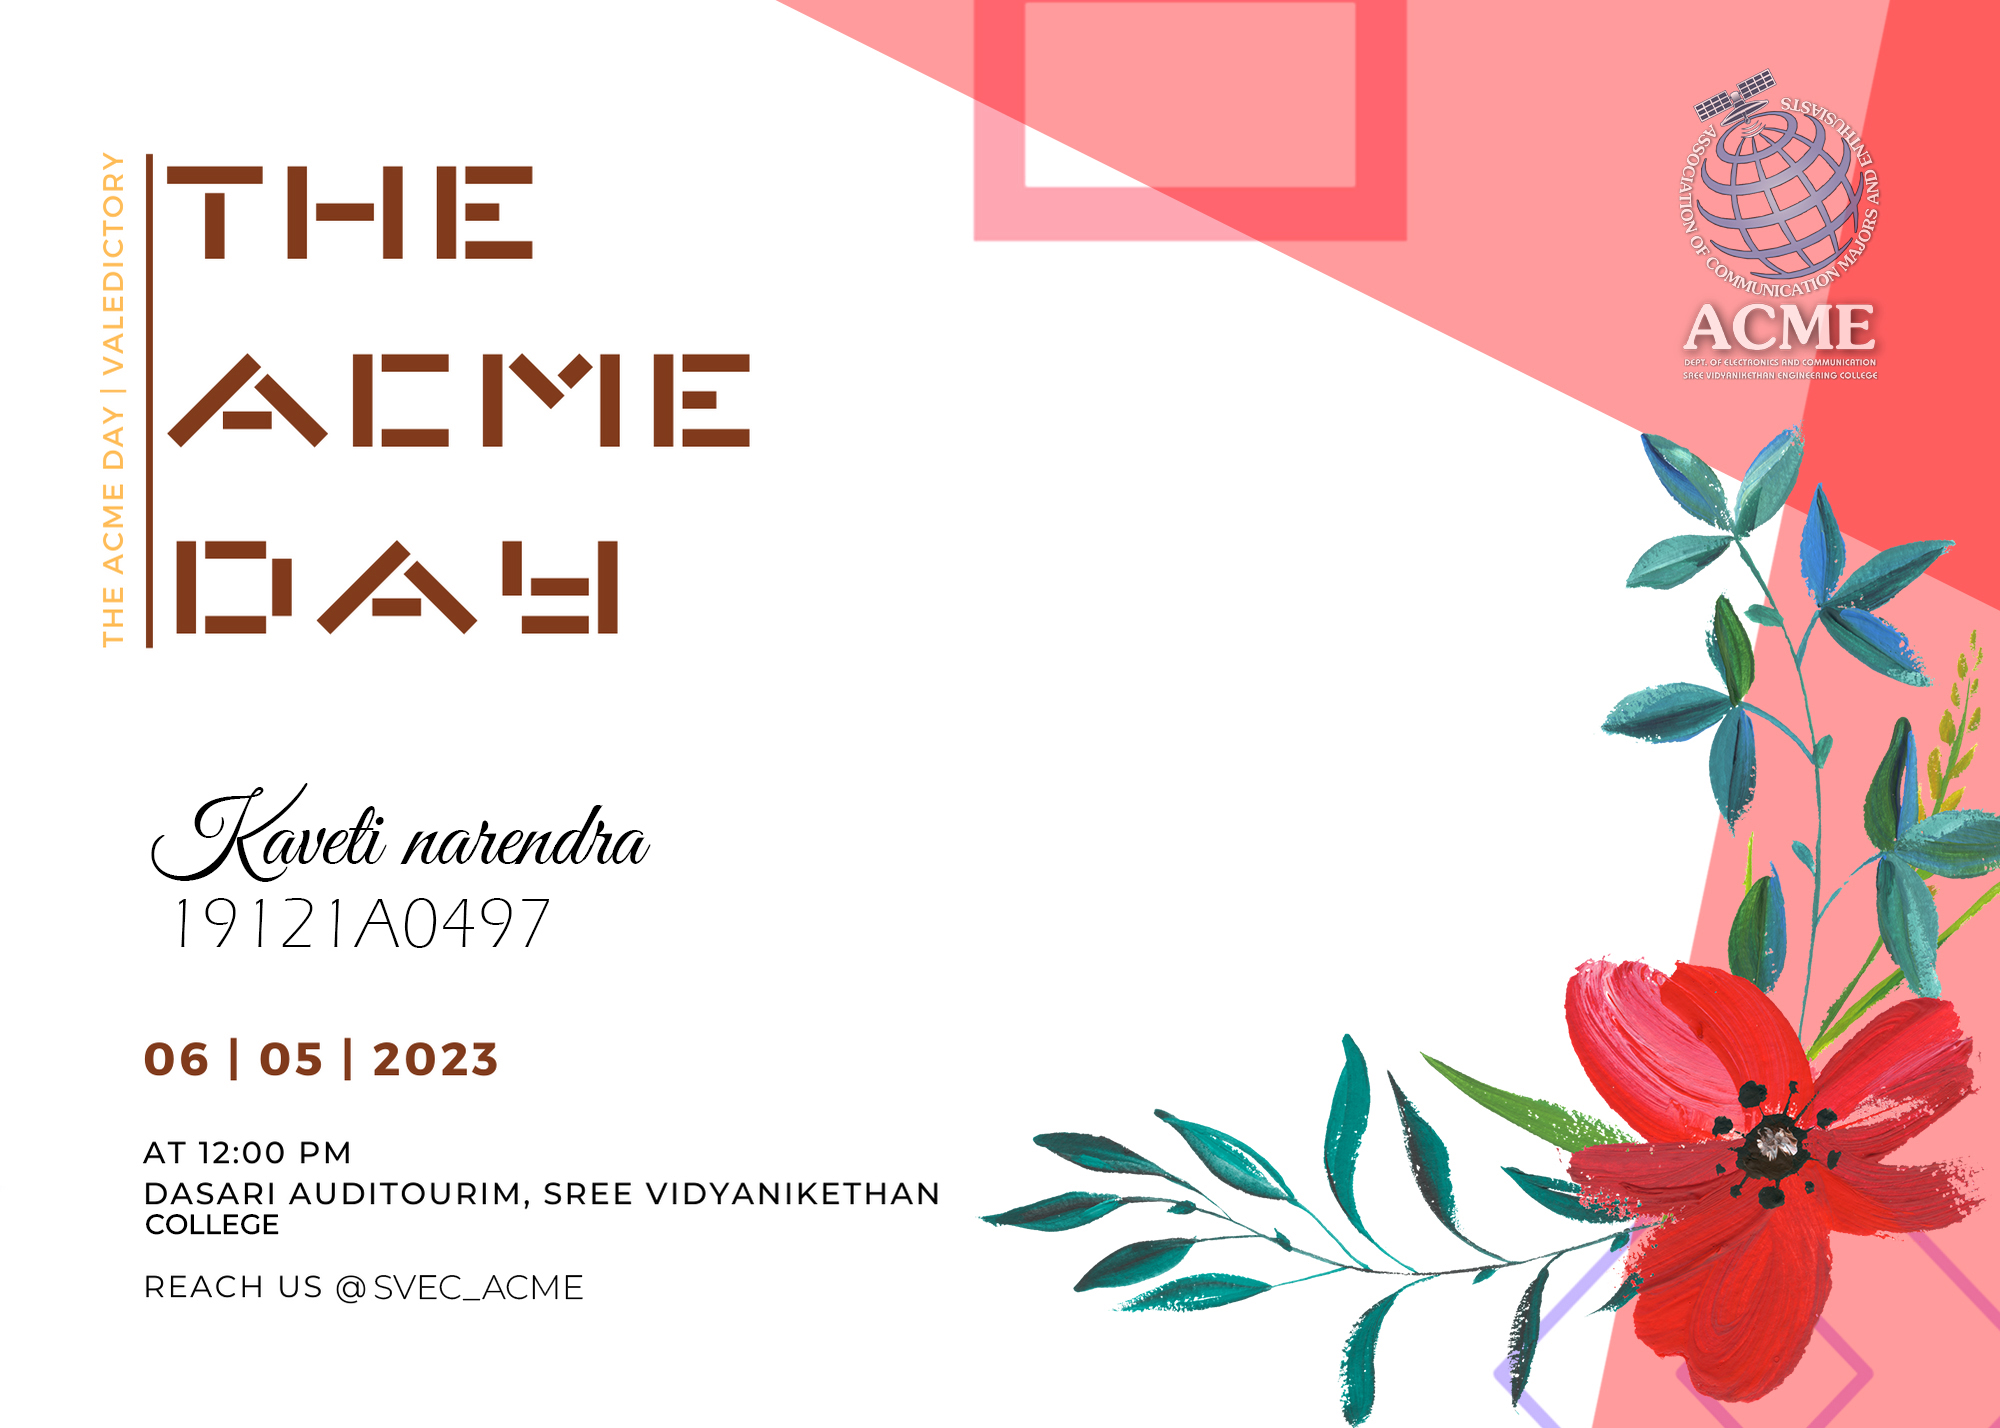 THE ACME DAY | VALEDICTORY
THE
ACME
DAY
Kaveti narendra
19121A0497
06 | 05 | 2023
AT 12:00 PM
DASARI AUDITOURIM, SREE VIDYANIKETHAN
COLLEGE
REACH US @SVEC_ACME
ASSOCIATION OF COMMUNICATION MAJORS AND ENTHUSIASTS
ACME
DEPT. OF ELECTRONICS AND COMMUNICATION
SREE VIDYANIKETHAN ENGINEERING COLLEGE